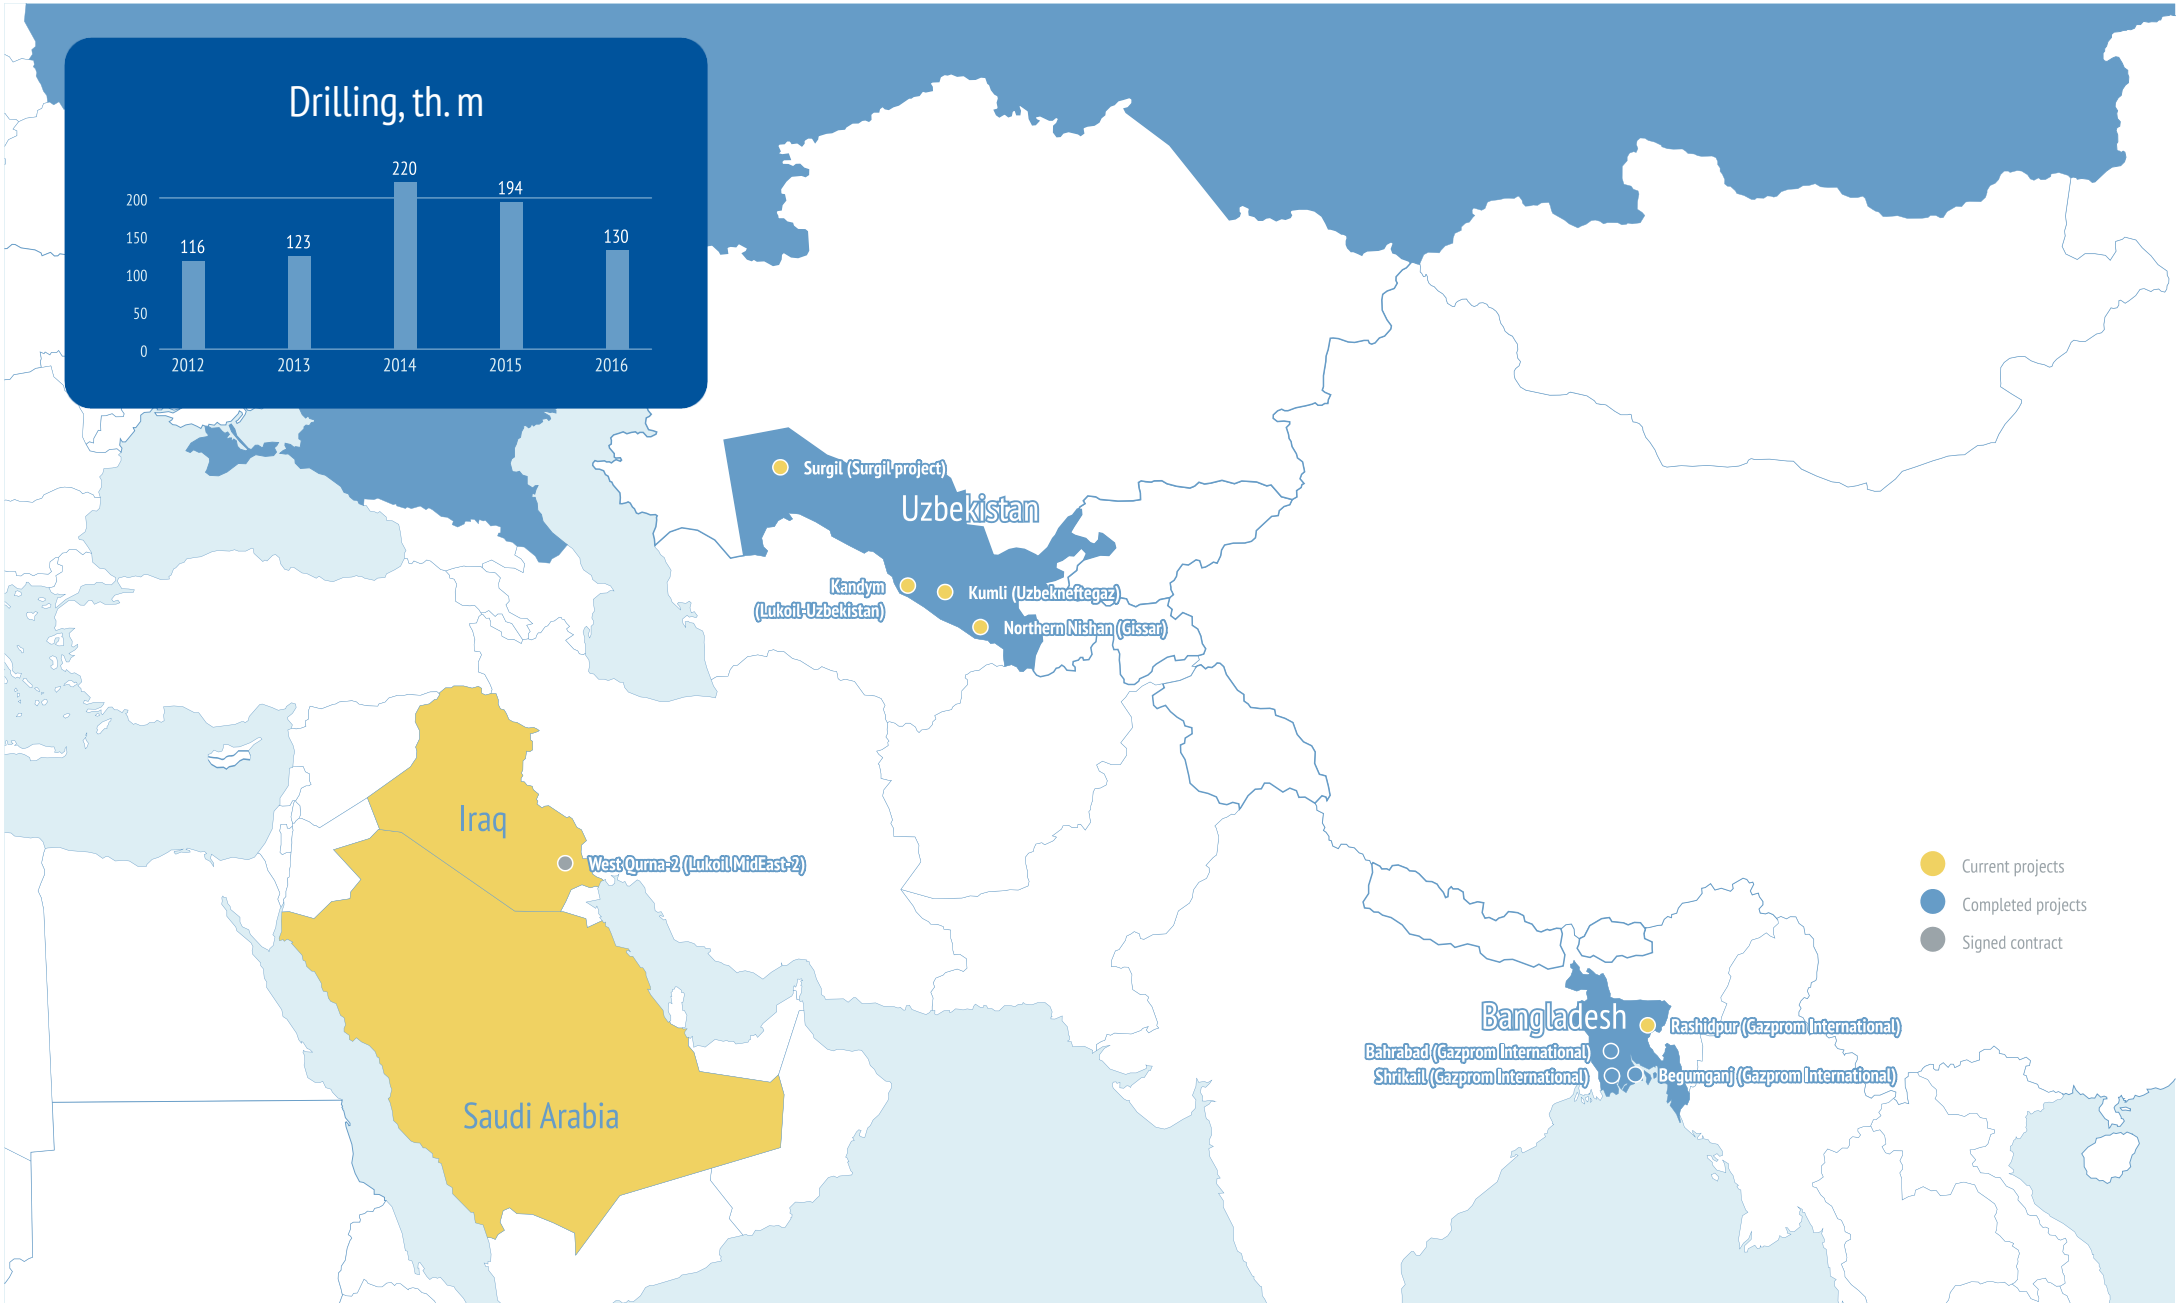 Drilling, th. m
220
200
194
150
116
123
130
100
50
0
2012
2013
2014
2015
2016
Surgil (Surgil project)
Uzbekistan
Kandym
(Lukoil-Uzbekistan)
Kumli (Uzbekneftegaz)
Northern Nishan (Gissar)
Iraq
West Qurna-2 (Lukoil MidEast-2)
Saudi Arabia
Current projects
Completed projects
Signed contract
Bangladesh
Rashidpur (Gazprom International)
Bahrabad (Gazprom International)
Shrikail (Gazprom International)
Begumganj (Gazprom International)